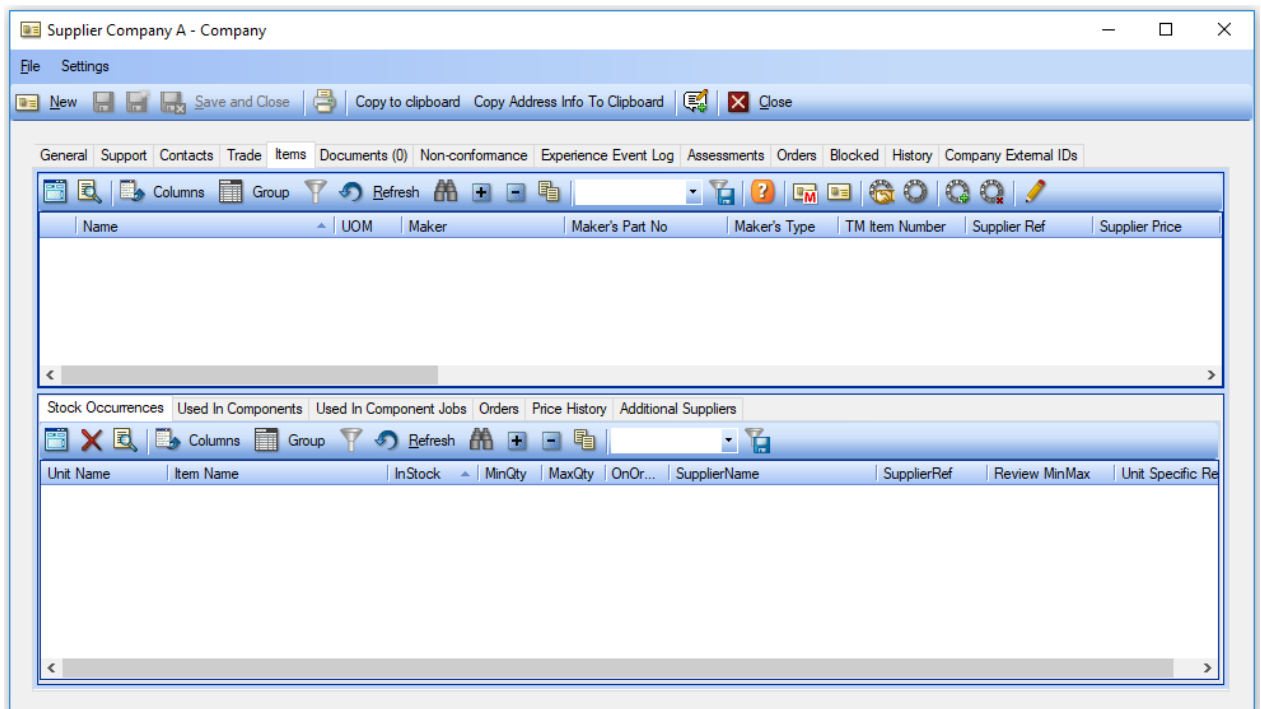 Supplier Company A - Company
File Settings
New Save and Close Copy to clipboard Copy Address Info To Clipboard Close
General Support Contacts Trade Items Documents (0) Non-conformance Experience Event Log Assessments Orders Blocked History Company External IDs
Columns Group Refresh ? M
Name UOM Maker Maker's Part No Maker's Type TM Item Number Supplier Ref Supplier Price
Stock Occurrences Used In Components Used In Component Jobs Orders Price History Additional Suppliers
Columns Group Refresh
Unit Name Item Name InStock MinQty MaxQty OnOr... SupplierName SupplierRef Review MinMax Unit Specific Re